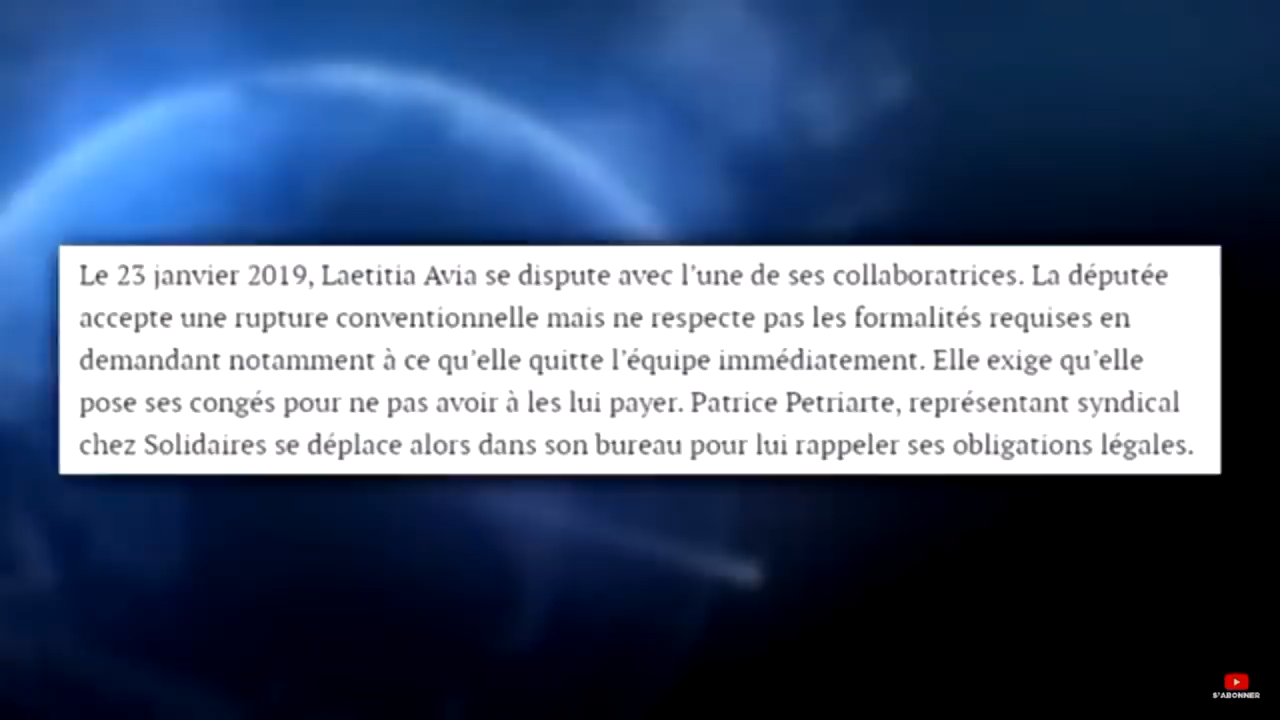 Le 23 janvier 2019, Laetitia Avia se dispute avec l'une de ses collaboratrices. La députée
accepte une rupture conventionnelle mais ne respecte pas les formalités requises en
demandant notamment à ce qu'elle quitte l'équipe immédiatement. Elle exige qu'elle
pose ses congés pour ne pas avoir à les lui payer. Patrice Petriarte, représentant syndical
chez Solidaires se déplace alors dans son bureau pour lui rappeler ses obligations légales.
S'ABONNER